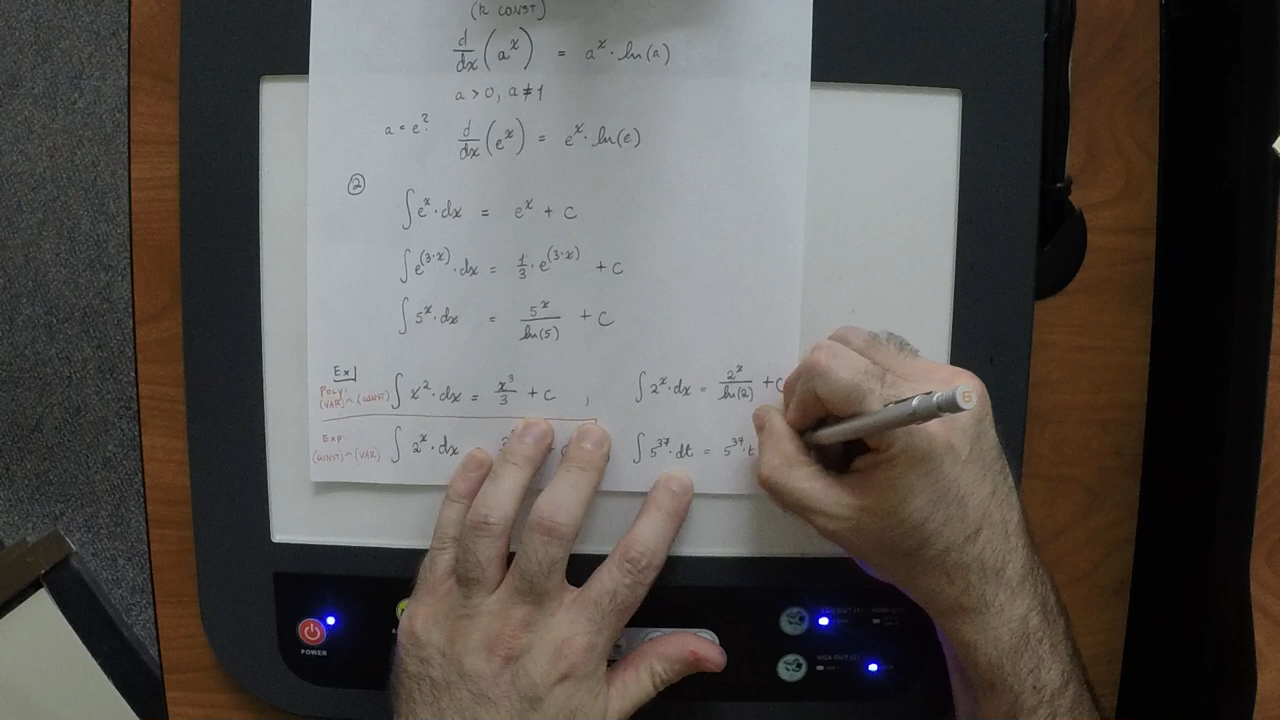 (k CONST)
d/dx (a^x) = a^x · ln(a)
a > 0, a ≠ 1
a = e? d/dx (e^x) = e^x · ln(e)
②
∫ e^x · dx = e^x + C
∫ e^(3·x) · dx = 1/3 · e^(3·x) + C
∫ 5^x · dx = 5^x / ln(5) + C
Ex
POLY: (VAR)^(CONST) ∫ x^2 · dx = x^3/3 + C , ∫ 2^x · dx = 2^x / ln(2) + C
EXP: (CONST)^(VAR) ∫ 2^x · dx ∫ 5^37 · dt = 5^37 · t
POWER